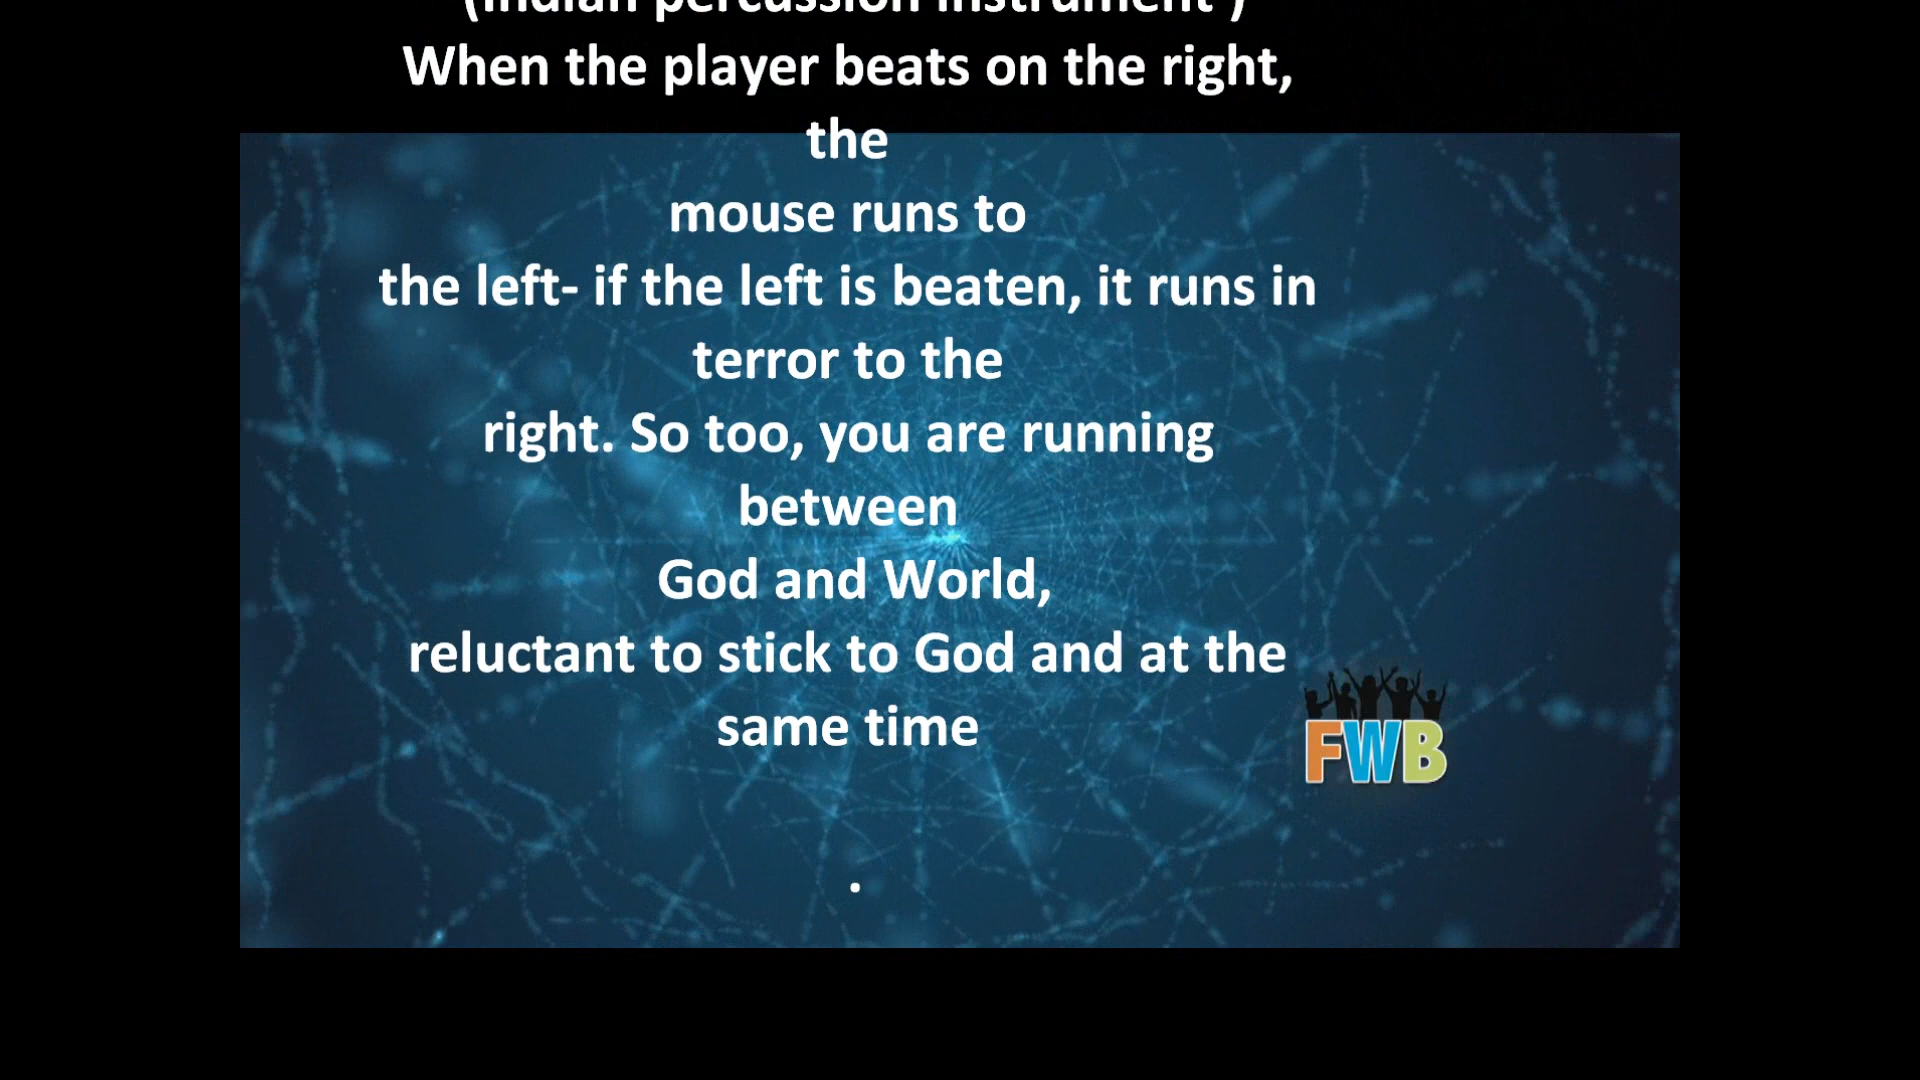 (Indian percussion instrument )
When the player beats on the right,
the
mouse runs to
the left- if the left is beaten, it runs in
terror to the
right. So too, you are running
between
God and World,
reluctant to stick to God and at the
same time
.
FWB